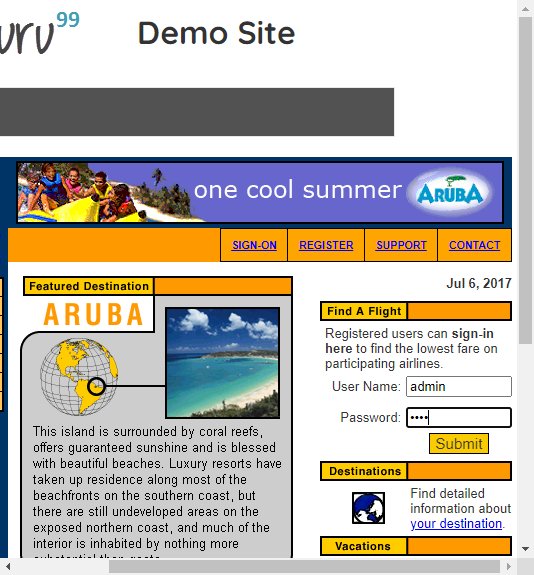 uru99
Demo Site
one cool summer ARUBA
SIGN-ON REGISTER SUPPORT CONTACT
Jul 6, 2017
Featured Destination
ARUBA
This island is surrounded by coral reefs,
offers guaranteed sunshine and is blessed
with beautiful beaches. Luxury resorts have
taken up residence along most of the
beachfronts on the southern coast, but
there are still undeveloped areas on the
exposed northern coast, and much of the
interior is inhabited by nothing more
substantial than goats.
Find A Flight
Registered users can sign-in
here to find the lowest fare on
participating airlines.
User Name: admin
Password: ••••
Submit
Destinations
Find detailed
information about
your destination.
Vacations